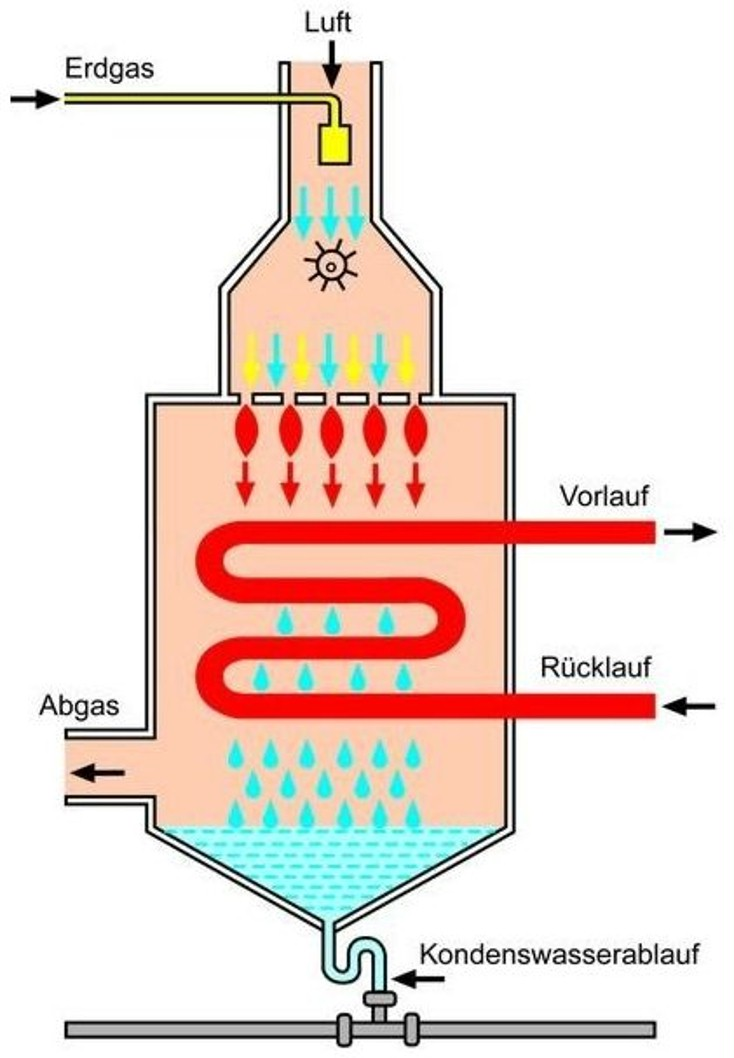 Luft
Erdgas
Vorlauf
Rücklauf
Abgas
Kondenswasserablauf